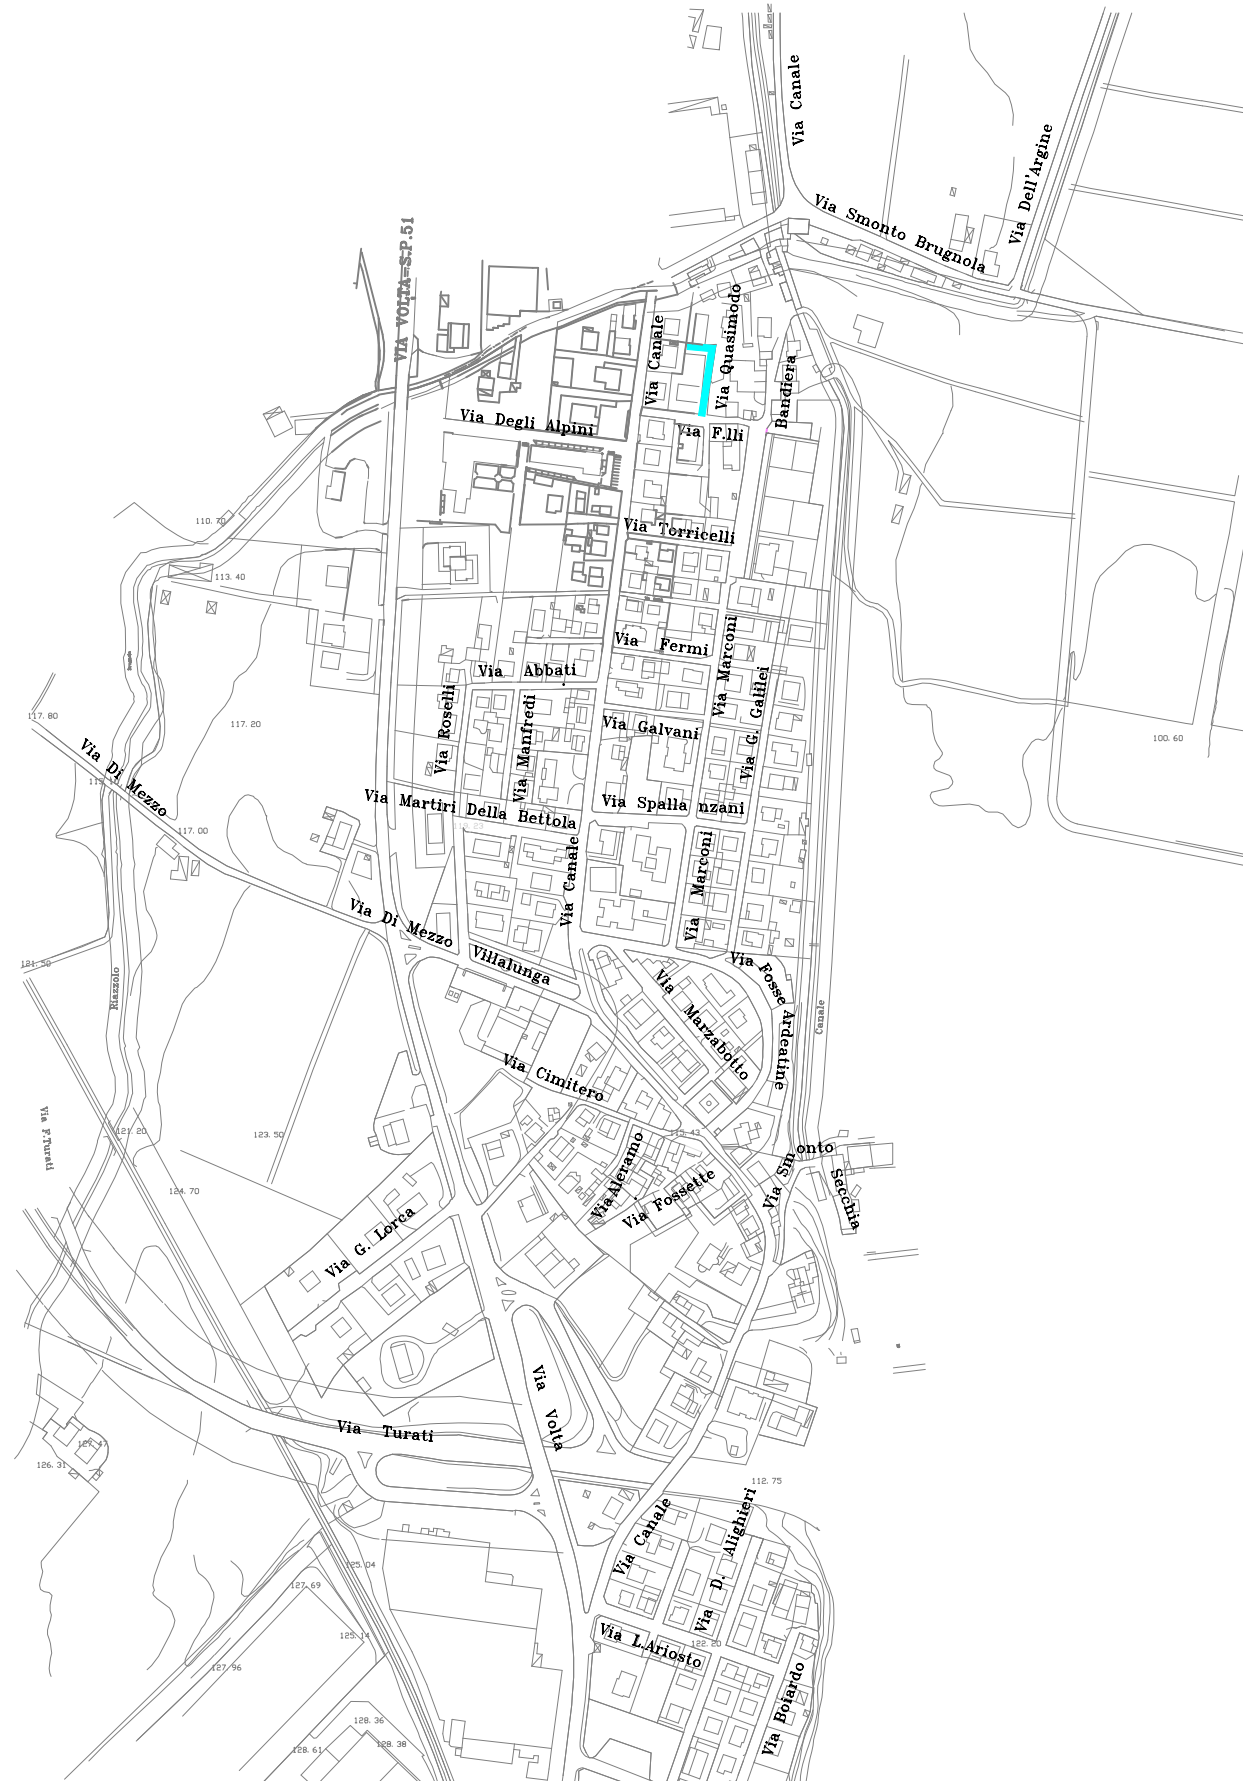 Via Canale
Via Dell'Argine
Via Smonto Brugnola
VIA VOLTA=S.P.51
Via Canale
Via Quasimodo
Bandiera
Via Degli Alpini
Via F.lli
110. 70
Via Torricelli
113. 40
Via Fermi
Via Marconi
Via Abbati
Via G. Galilei
Via Roselli
Via Manfredi
117. 80
117. 20
Via Galvani
100. 60
Via Di Mezzo
Via Martiri Della Bettola
Via Spallanzani
117. 00
Via Canale
Via Marconi
Via Di Mezzo
Villalunga
Via Fosse Ardeatine
121. 50
Riazzolo
Via Marzabotto
Canale
Via Cimitero
Via F.Turati
121. 20
123. 50
115. 43
Via Aleramo
Via Smonto
Secchia
124. 70
Via Fossette
Via G. Lorca
Via Volta
Via Turati
127. 47
126. 31
112. 75
Via Canale
Via D. Alighieri
125. 04
127. 69
125. 14
Via L.Ariosto
122. 20
127. 96
Via Boiardo
128. 36
128. 61
128. 38